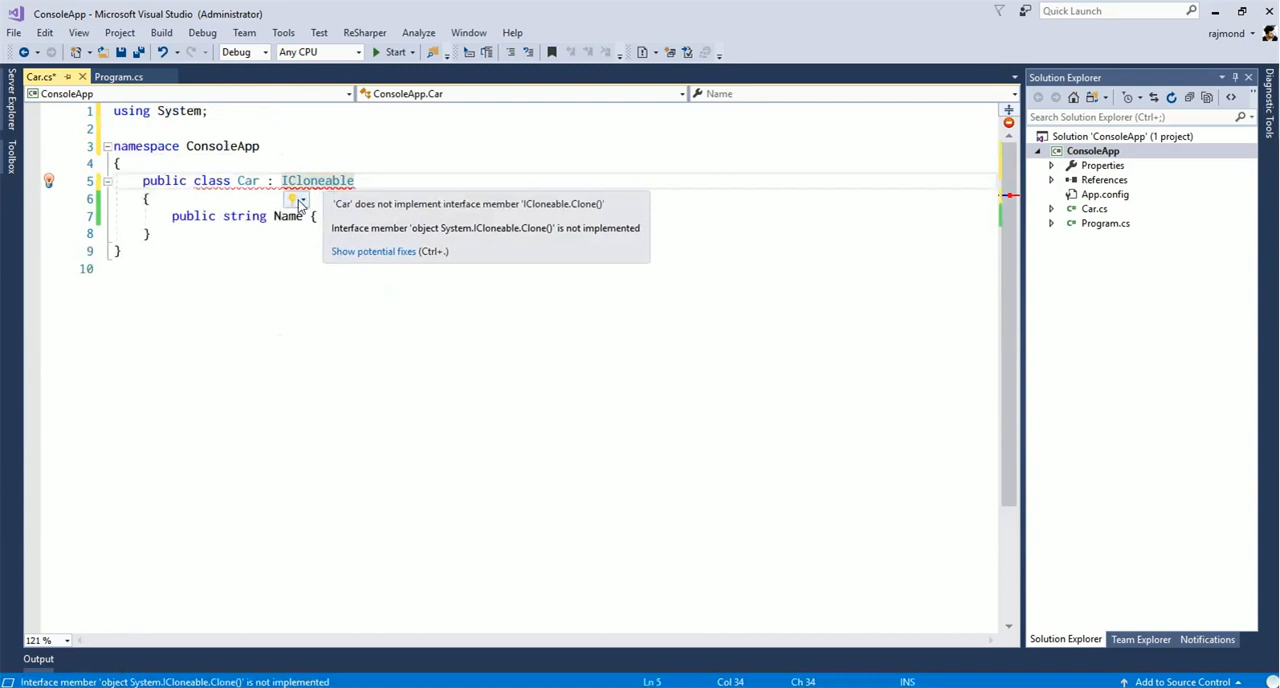 ConsoleApp - Microsoft Visual Studio (Administrator)
Quick Launch
File Edit View Project Build Debug Team Tools Test ReSharper Analyze Window Help
rajmond
Debug Any CPU Start
Server Explorer
Toolbox
Car.cs* Program.cs
ConsoleApp ConsoleApp.Car Name
1 using System;
2
3 namespace ConsoleApp
4 {
5 public class Car : ICloneable
6 {
7 public string Name {
8 }
9 }
10
'Car' does not implement interface member 'ICloneable.Clone()'
Interface member 'object System.ICloneable.Clone()' is not implemented
Show potential fixes (Ctrl+.)
Solution Explorer
Search Solution Explorer (Ctrl+;)
Solution 'ConsoleApp' (1 project)
ConsoleApp
Properties
References
App.config
Car.cs
Program.cs
Diagnostic Tools
121 %
Solution Explorer Team Explorer Notifications
Output
Interface member 'object System.ICloneable.Clone()' is not implemented Ln 5 Col 34 Ch 34 INS Add to Source Control